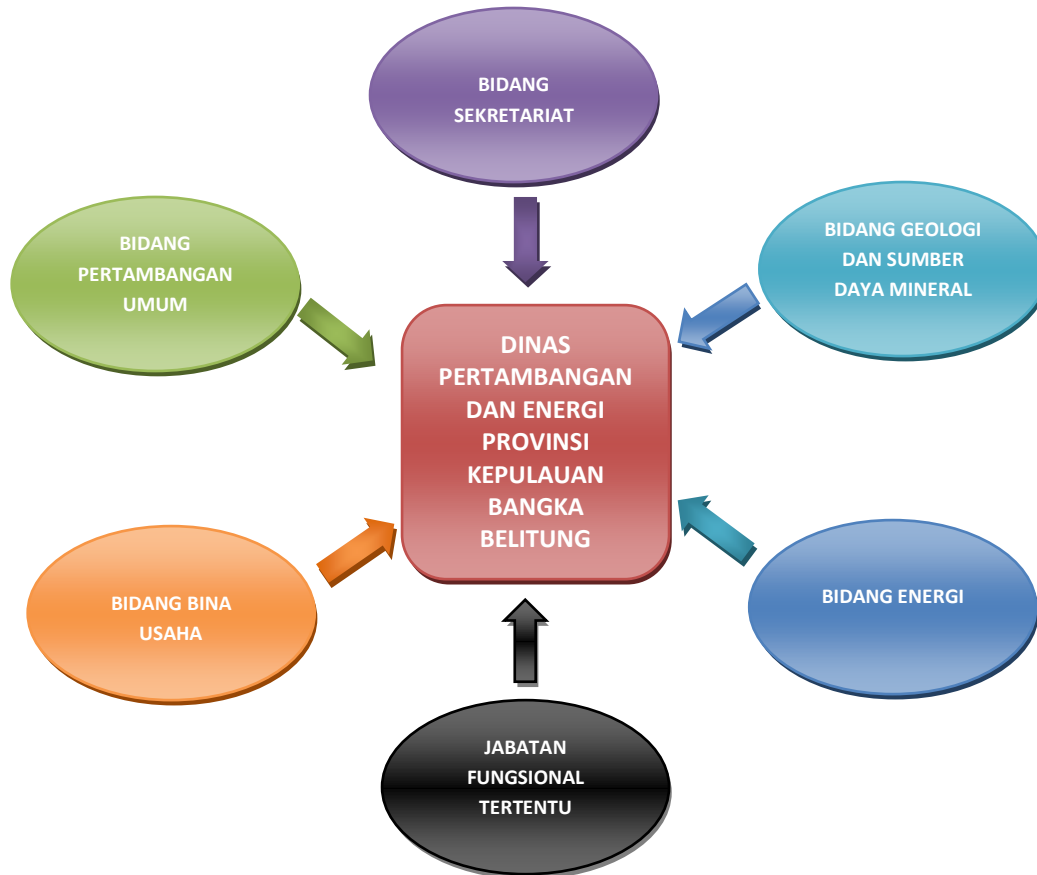 BIDANG
SEKRETARIAT
BIDANG
PERTAMBANGAN
UMUM
BIDANG GEOLOGI
DAN SUMBER
DAYA MINERAL
DINAS
PERTAMBANGAN
DAN ENERGI
PROVINSI
KEPULAUAN
BANGKA
BELITUNG
BIDANG BINA
USAHA
BIDANG ENERGI
JABATAN
FUNGSIONAL
TERTENTU